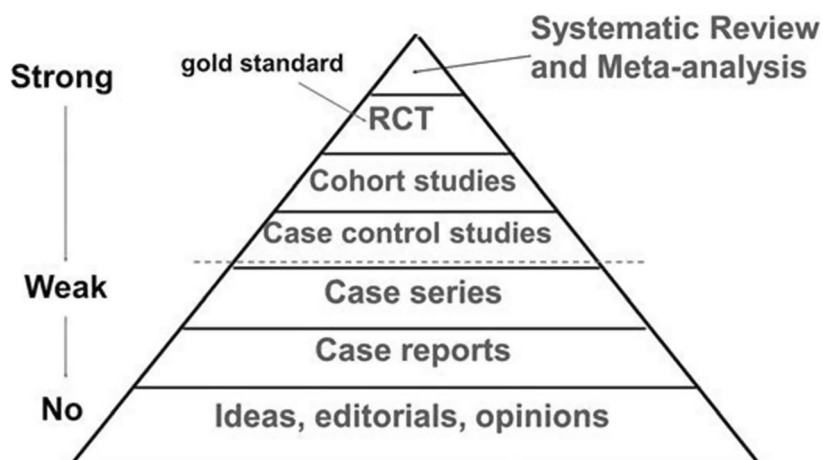 Systematic Review
and Meta-analysis
gold standard
Strong
RCT
Cohort studies
Case control studies
Weak
Case series
Case reports
No
Ideas, editorials, opinions